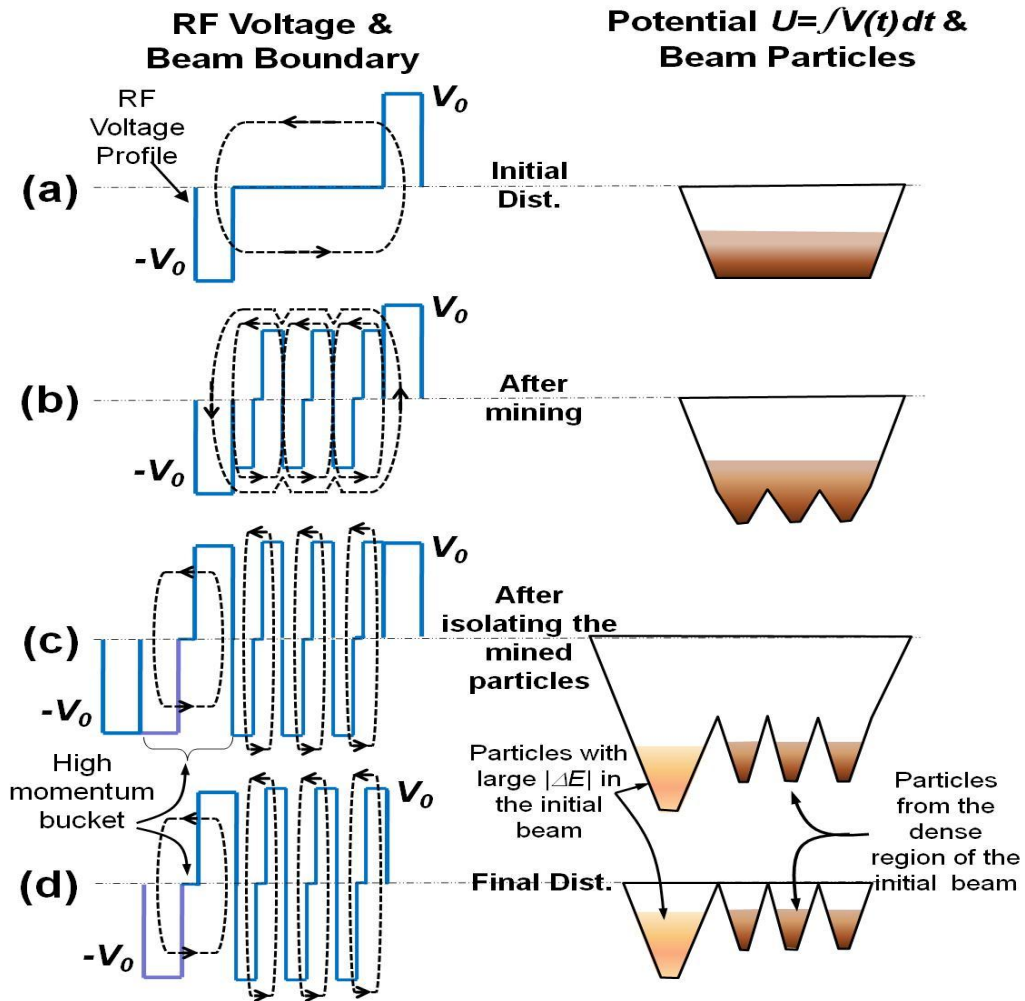 RF Voltage &
Beam Boundary
Potential U=∫V(t)dt &
Beam Particles
(a)
RF
Voltage
Profile
V₀
-V₀
Initial
Dist.
(b)
V₀
-V₀
After
mining
(c)
V₀
-V₀
After
isolating the
mined
particles
High
momentum
bucket
Particles with
large |ΔE| in
the initial
beam
Particles
from the
dense
region of the
initial beam
(d)
V₀
-V₀
Final Dist.